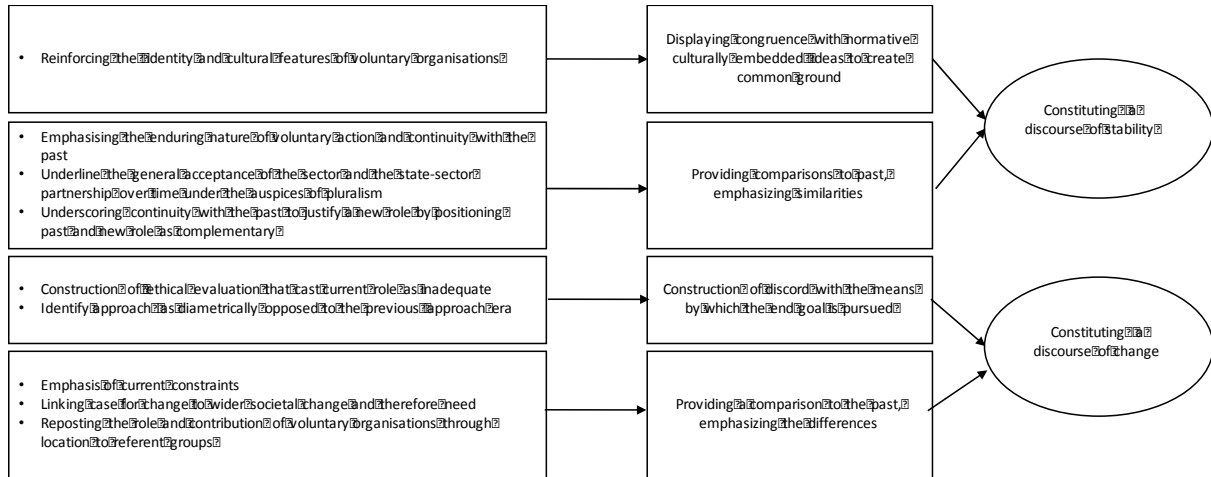 • Reinforcing the identity and cultural features of voluntary organisations
Displaying congruence with normative
culturally embedded ideas to create
common ground
Constituting a
discourse of stability
• Emphasising the enduring nature of voluntary action and continuity with the
past
• Underline the general acceptance of the sector and the state-sector
partnership over time under the auspices of pluralism
• Underscoring continuity with the past to justify a new role by positioning
past and new role as complementary
Providing comparisons to past,
emphasizing similarities
• Construction of ethical evaluation that cast current role as inadequate
• Identify approach as diametrically opposed to the previous approach era
Construction of discord with the means
by which the end goal is pursued
Constituting a
discourse of change
• Emphasis of current constraints
• Linking case for change to wider societal change and therefore need
• Reposting the role and contribution of voluntary organisations through
location to referent groups
Providing a comparison to the past,
emphasizing the differences